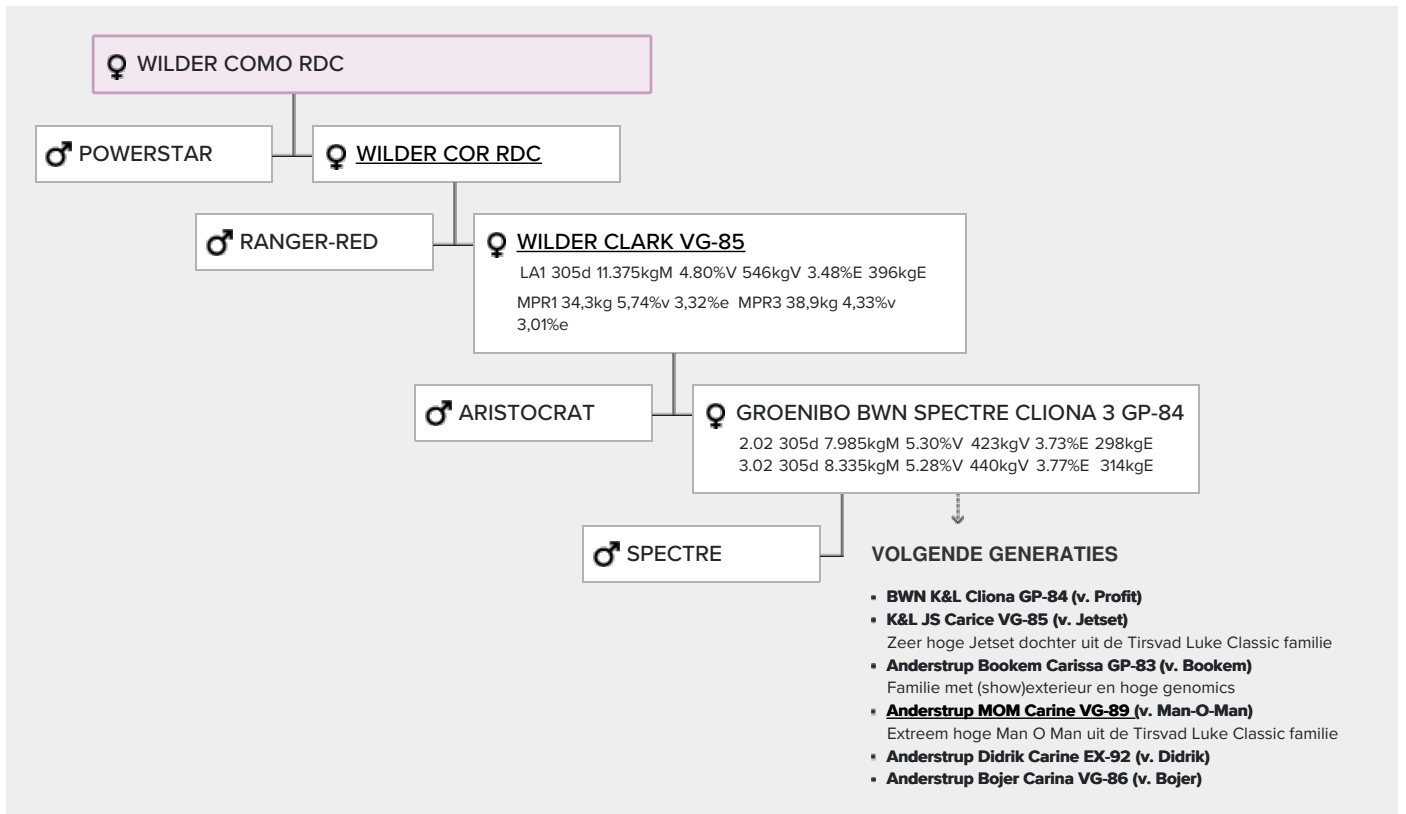 WILDER COMO RDC
POWERSTAR
WILDER COR RDC
RANGER-RED
WILDER CLARK VG-85
LA1 305d 11.375kgM 4.80%V 546kgV 3.48%E 396kgE
MPR1 34,3kg 5,74%v 3,32%e MPR3 38,9kg 4,33%v
3,01%e
ARISTOCRAT
GROENIBO BWN SPECTRE CLIONA 3 GP-84
2.02 305d 7.985kgM 5.30%V 423kgV 3.73%E 298kgE
3.02 305d 8.335kgM 5.28%V 440kgV 3.77%E 314kgE
SPECTRE
VOLGENDE GENERATIES
▪ BWN K&L Cliona GP-84 (v. Profit)
▪ K&L JS Carice VG-85 (v. Jetset)
Zeer hoge Jetset dochter uit de Tirsvad Luke Classic familie
▪ Anderstrup Bookem Carissa GP-83 (v. Bookem)
Familie met (show)exterieur en hoge genomics
▪ Anderstrup MOM Carine VG-89 (v. Man-O-Man)
Extreem hoge Man O Man uit de Tirsvad Luke Classic familie
▪ Anderstrup Didrik Carine EX-92 (v. Didrik)
▪ Anderstrup Bojer Carina VG-86 (v. Bojer)